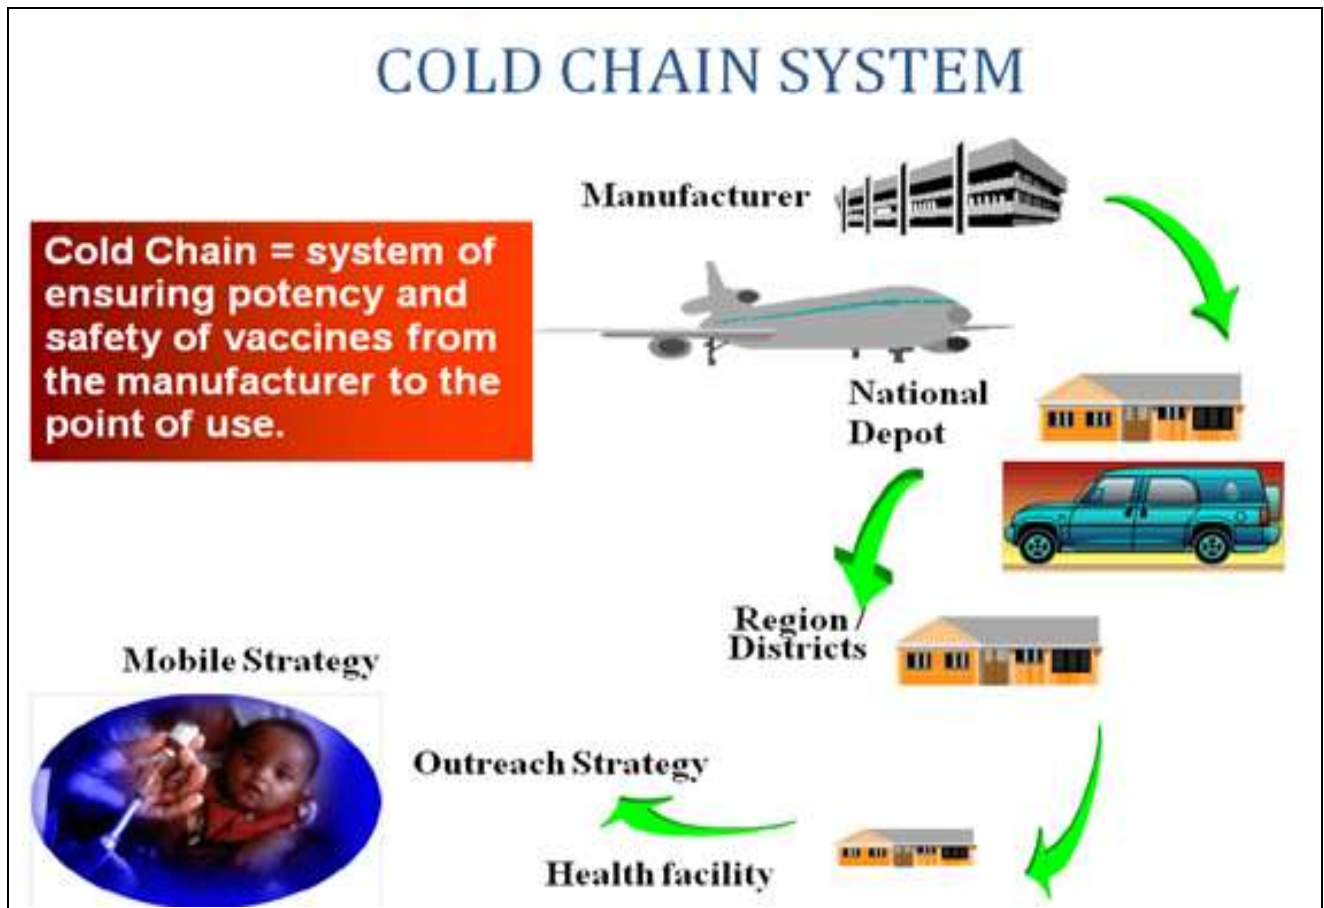 COLD CHAIN SYSTEM
Manufacturer
Cold Chain = system of
ensuring potency and
safety of vaccines from
the manufacturer to the
point of use.
National
Depot
Region /
Districts
Mobile Strategy
Outreach Strategy
Health facility